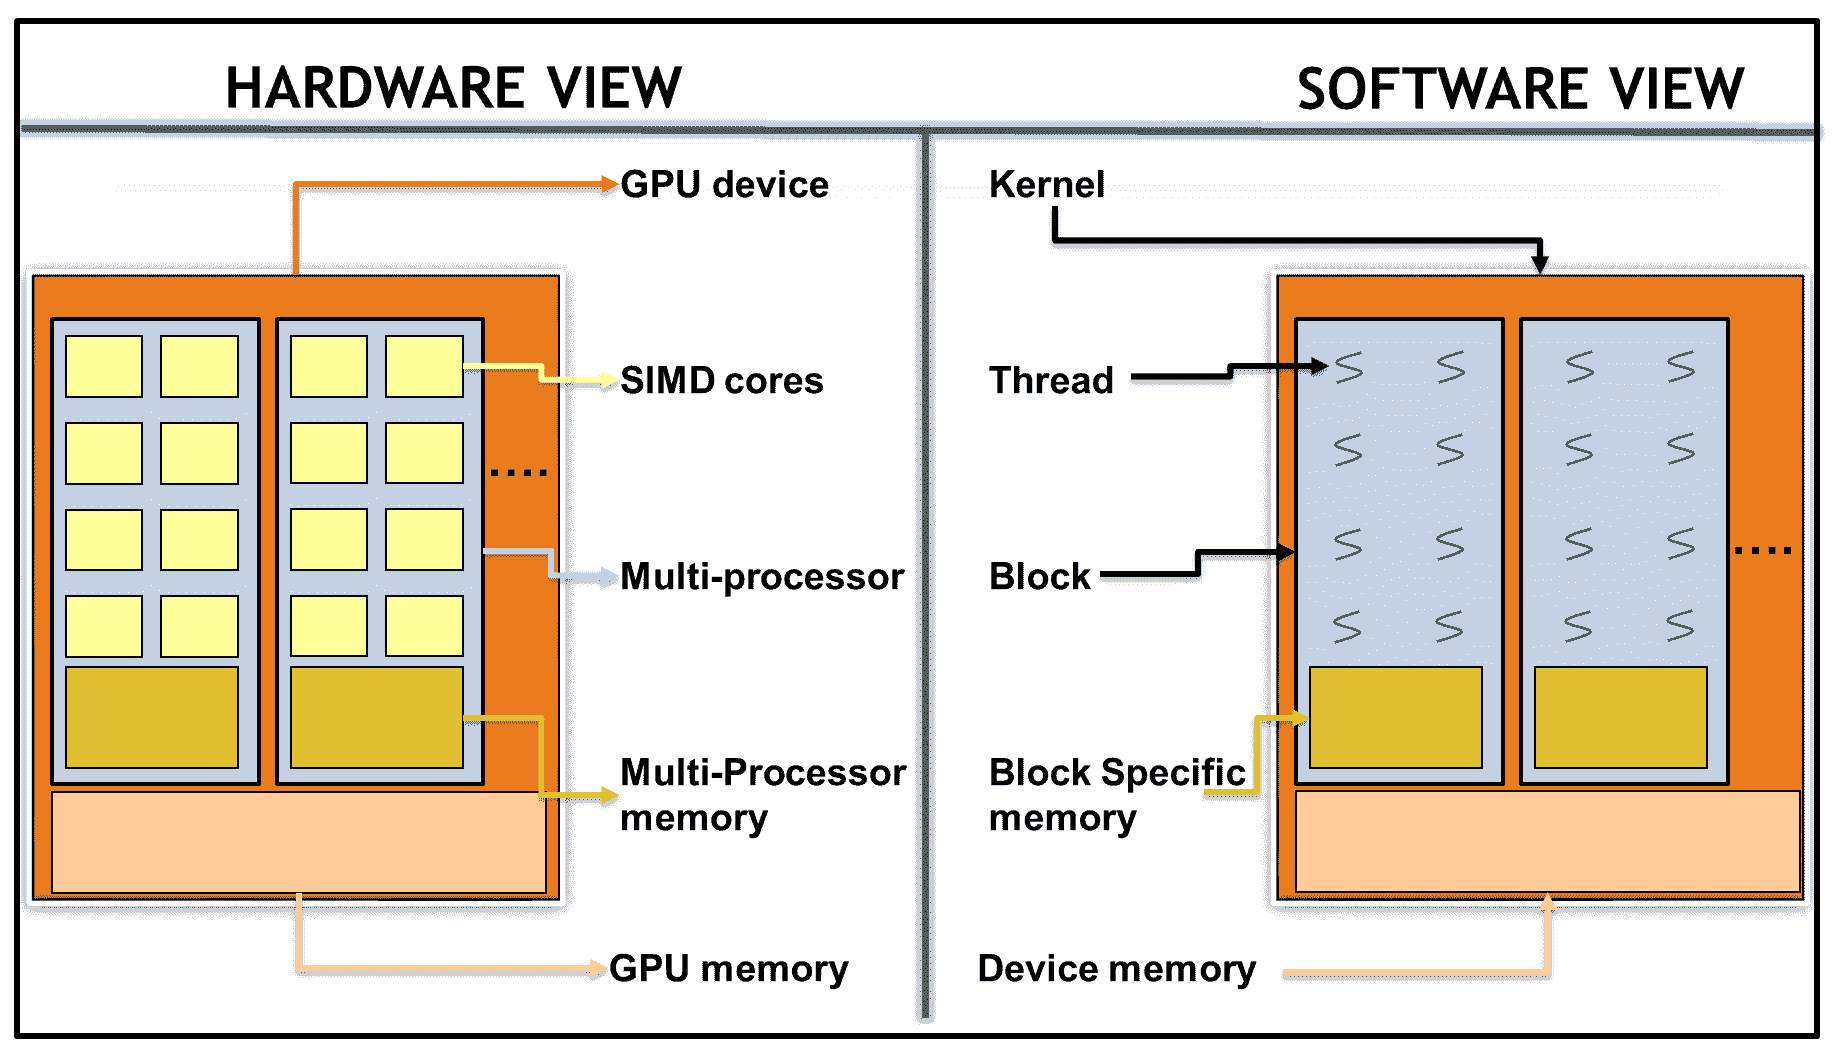 HARDWARE VIEW
SOFTWARE VIEW
GPU device
SIMD cores
....
Multi-processor
Multi-Processor
memory
GPU memory
Kernel
Thread
Block
....
Block Specific
memory
Device memory